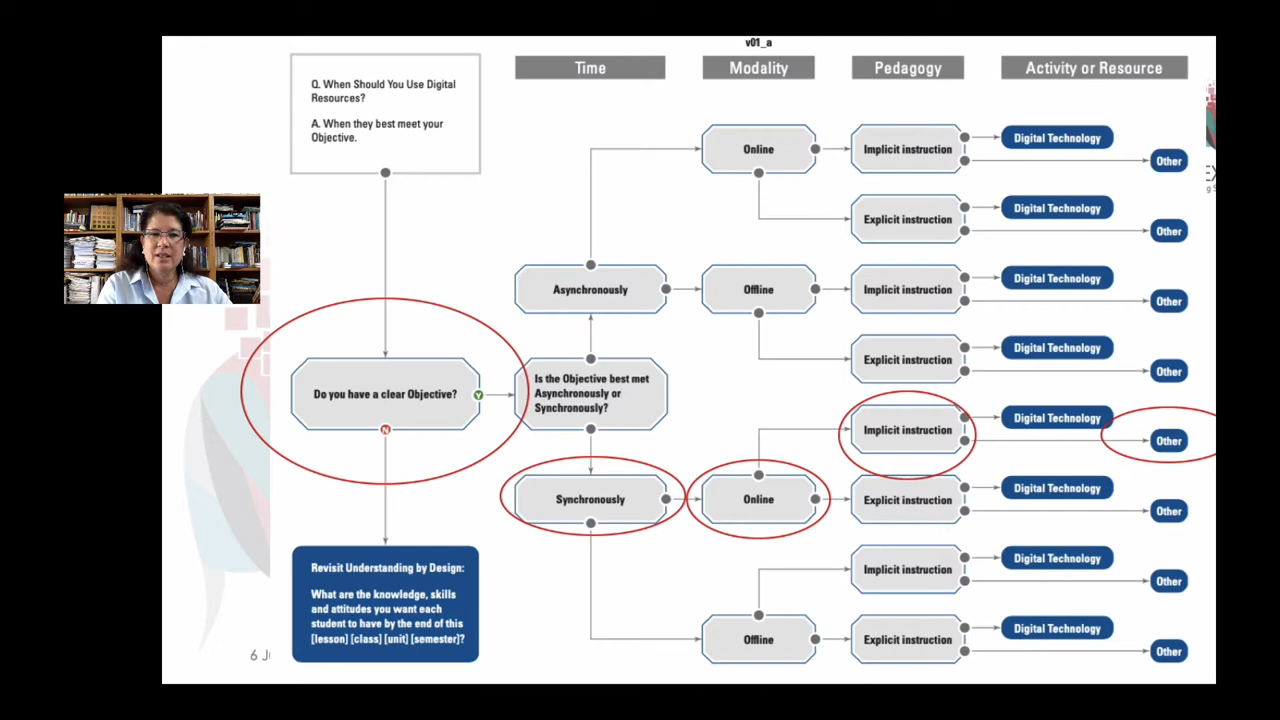 v01_a
Time
Modality
Pedagogy
Activity or Resource
Q. When Should You Use Digital
Resources?
A. When they best meet your
Objective.
Do you have a clear Objective?
Y
N
Revisit Understanding by Design:
What are the knowledge, skills
and attitudes you want each
student to have by the end of this
[lesson] [class] [unit] [semester]?
Is the Objective best met
Asynchronously or
Synchronously?
Asynchronously
Synchronously
Online
Implicit instruction
Digital Technology
Other
Explicit instruction
Digital Technology
Other
Offline
Implicit instruction
Digital Technology
Other
Explicit instruction
Digital Technology
Other
Online
Implicit instruction
Digital Technology
Other
Explicit instruction
Digital Technology
Other
Offline
Implicit instruction
Digital Technology
Other
Explicit instruction
Digital Technology
Other